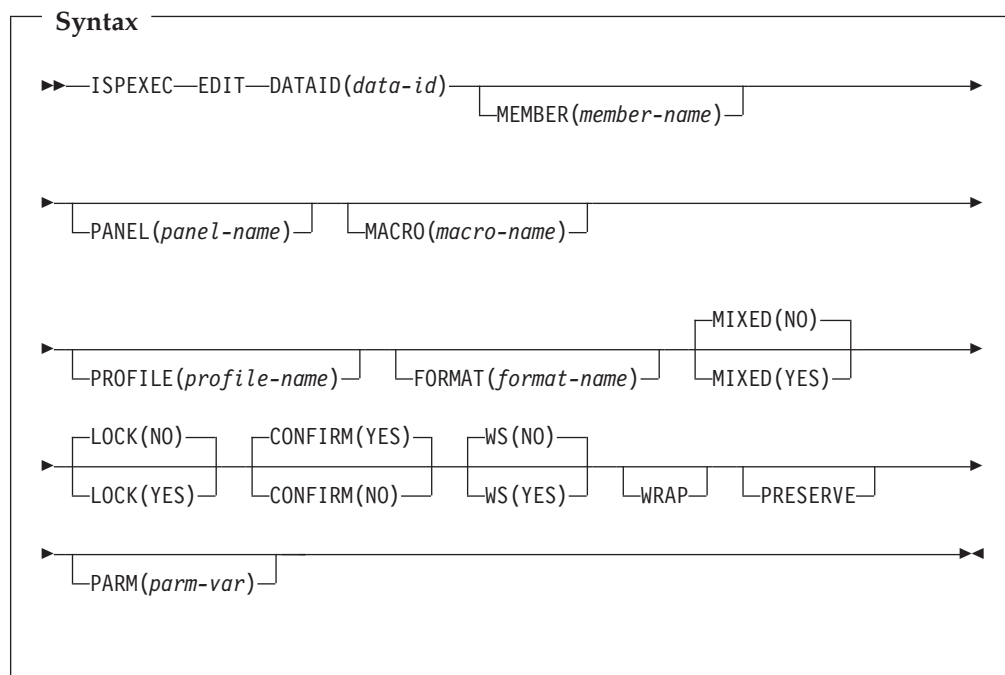 Syntax
ISPEXEC EDIT DATAID(data-id)
MEMBER(member-name)
PANEL(panel-name) MACRO(macro-name)
MIXED(NO)
PROFILE(profile-name) FORMAT(format-name) MIXED(YES)
LOCK(NO) CONFIRM(YES) WS(NO)
LOCK(YES) CONFIRM(NO) WS(YES) WRAP PRESERVE
PARM(parm-var)